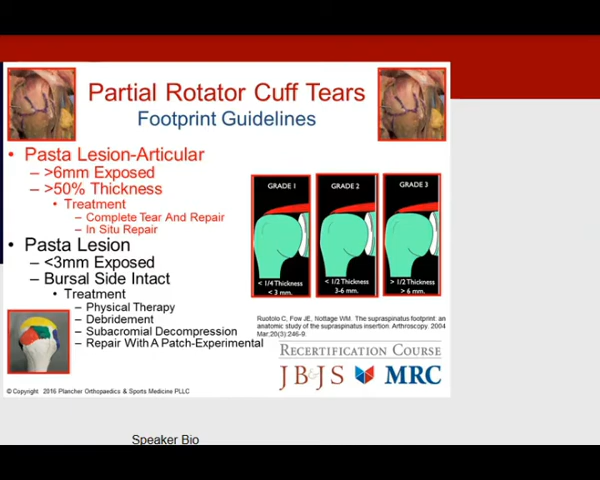 Partial Rotator Cuff Tears
Footprint Guidelines
• Pasta Lesion-Articular
– >6mm Exposed
– >50% Thickness
• Treatment
– Complete Tear And Repair
– In Situ Repair
• Pasta Lesion
– <3mm Exposed
– Bursal Side Intact
• Treatment
– Physical Therapy
– Debridement
– Subacromial Decompression
– Repair With A Patch-Experimental
GRADE 1
< 1/4 Thickness
< 3 mm.
GRADE 2
< 1/2 Thickness
3-6 mm.
GRADE 3
> 1/2 Thickness
> 6 mm.
Ruotolo C, Fow JE, Nottage WM. The supraspinatus footprint: an
anatomic study of the supraspinatus insertion. Arthroscopy. 2004
Mar;20(3):246-9
RECERTIFICATION COURSE
JB&JS MRC
© Copyright 2016 Plancher Orthopaedics & Sports Medicine PLLC
Speaker Bio